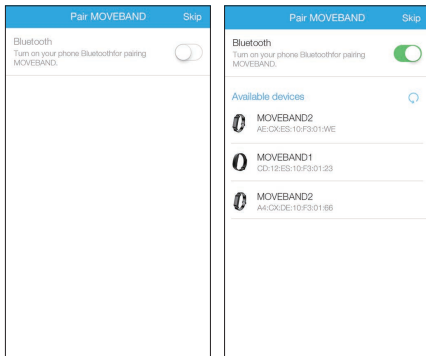 Pair MOVEBAND Skip
Bluetooth
Turn on your phone Bluetoothfor pairing
MOVEBAND.
Pair MOVEBAND Skip
Bluetooth
Turn on your phone Bluetoothfor pairing
MOVEBAND.
Available devices
MOVEBAND2
AE:CX:ES:10:F3:01:WE
MOVEBAND1
CD:12:ES:10:F3:01:23
MOVEBAND2
A4:CX:DE:10:F3:01:66